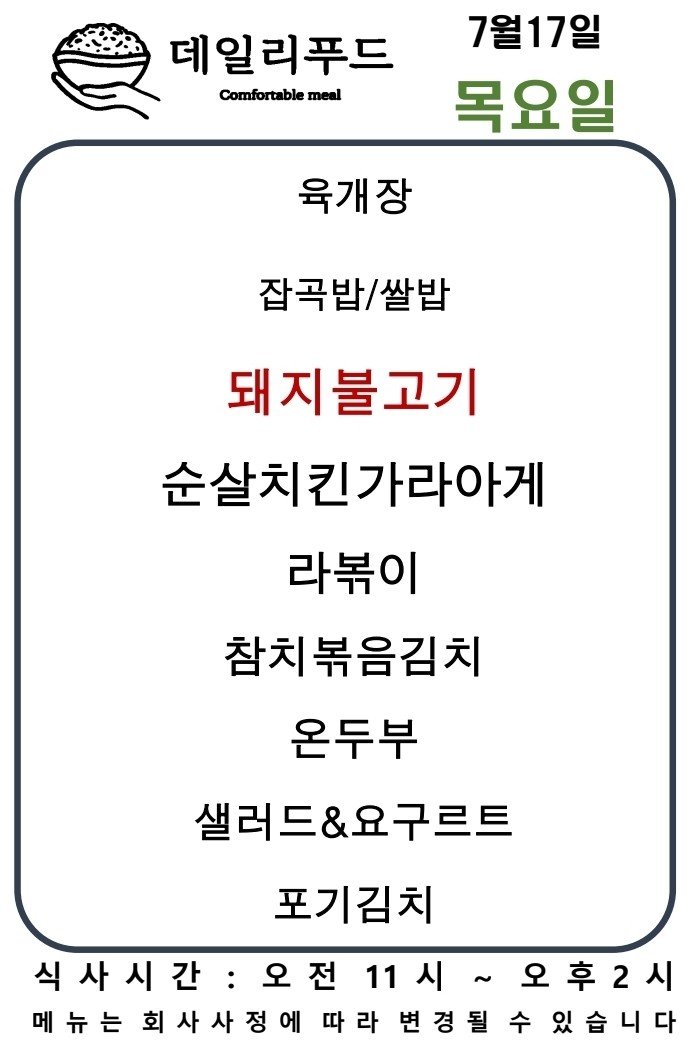 데일리푸드
Comfortable meal
7월17일
목요일
육개장
잡곡밥/쌀밥
돼지불고기
순살치킨가라아게
라볶이
참치볶음김치
온두부
샐러드&요구르트
포기김치
식사시간 : 오전 11시 ~ 오후2시
메뉴는 회사사정에 따라 변경될 수 있습니다